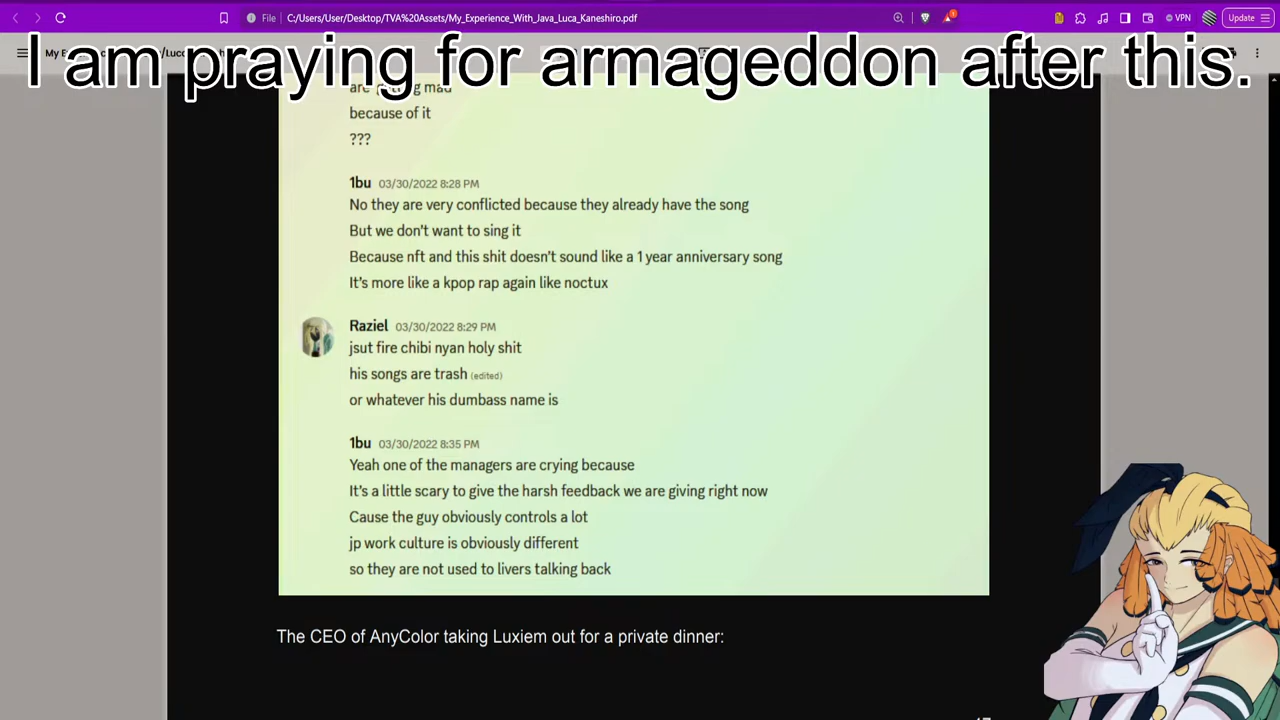 File C:/Users/User/Desktop/TVA%20Assets/My_Experience_With_Java_Luca_Kaneshiro.pdf
1
VPN
Update
I am praying for armageddon after this.
because of it
???
1bu 03/30/2022 8:28 PM
No they are very conflicted because they already have the song
But we don't want to sing it
Because nft and this shit doesn't sound like a 1 year anniversary song
It's more like a kpop rap again like noctux
Raziel 03/30/2022 8:29 PM
jsut fire chibi nyan holy shit
his songs are trash (edited)
or whatever his dumbass name is
1bu 03/30/2022 8:35 PM
Yeah one of the managers are crying because
It's a little scary to give the harsh feedback we are giving right now
Cause the guy obviously controls a lot
jp work culture is obviously different
so they are not used to livers talking back
The CEO of AnyColor taking Luxiem out for a private dinner: